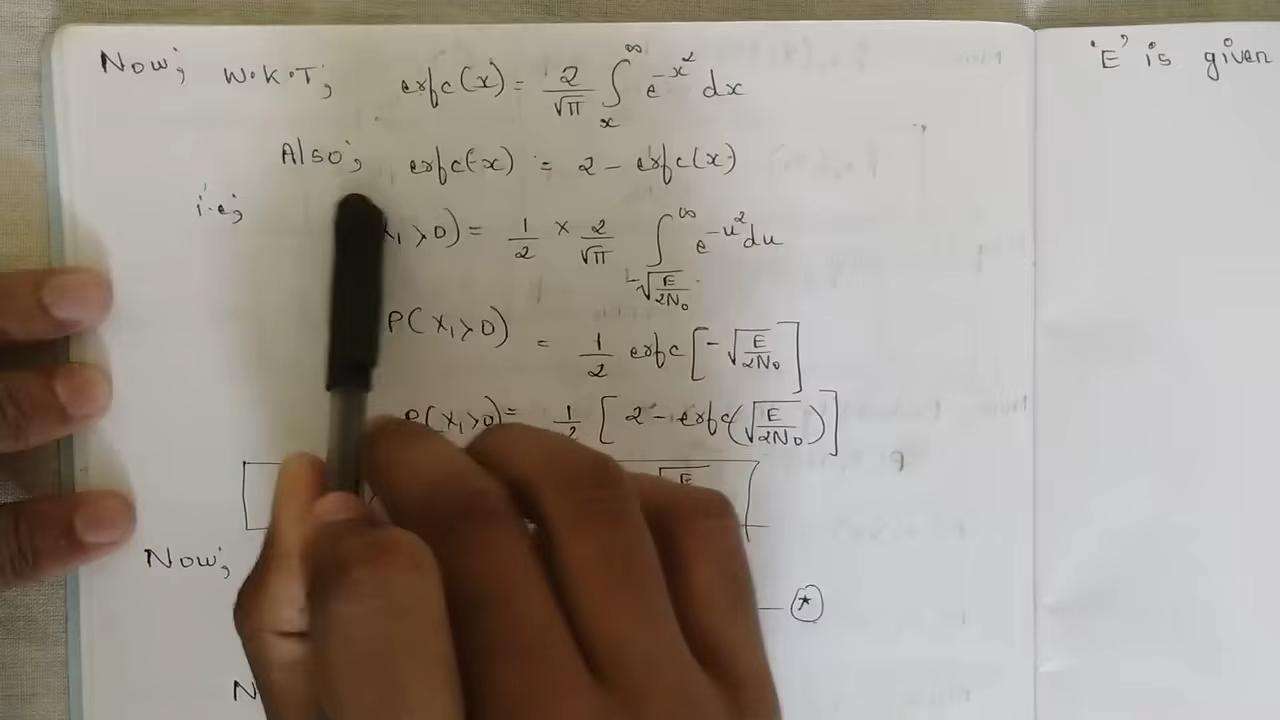 Now; W.K.T; erfc(x) = 2/√π ∫ₓ^∞ e^-x² dx
Also; erfc(-x) = 2 - erfc(x)
i.e; x₁>0) = 1/2 × 2/√π ∫_-√(E/2N₀)^∞ e^-u² du
P(x₁>0) = 1/2 erfc[-√(E/2N₀)]
P(x₁>0) = 1/2 [2 - erfc(√(E/2N₀))]
√E
Now;
N
'E' is given